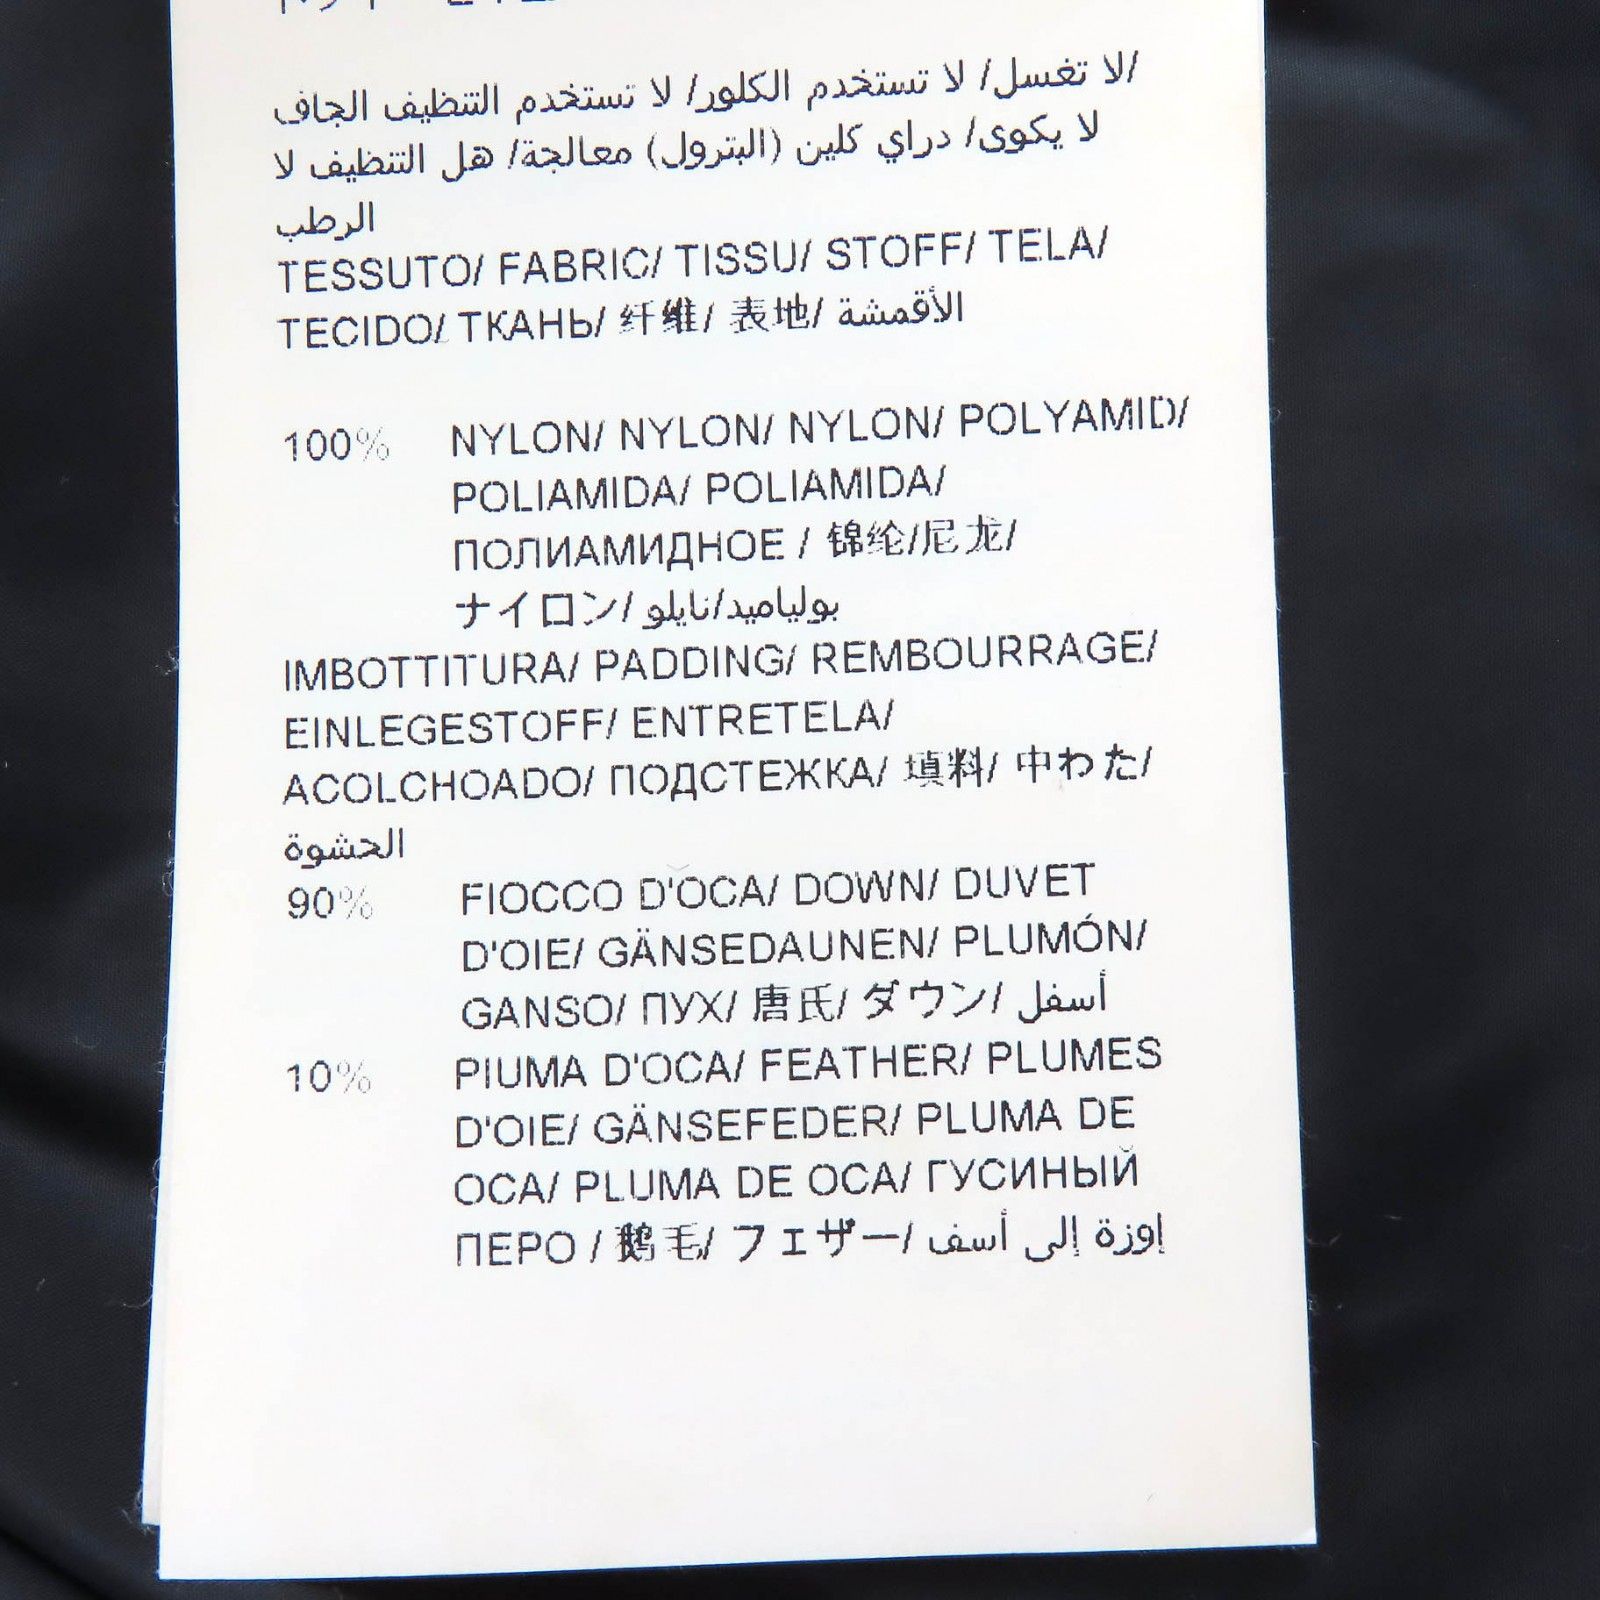 لا تغسل/ لا تستخدم الكلور/ لا تستخدم التنظيف الجاف/
لا يكوى/ دراي كلين (البترول) معالجة/ هل التنظيف لا
الرطب
TESSUTO/ FABRIC/ TISSU/ STOFF/ TELA/
TECIDO/ ТКАНЬ/ 纤维/ 表地/ الأقمشة
100% NYLON/ NYLON/ NYLON/ POLYAMID/
POLIAMIDA/ POLIAMIDA/
ПОЛИАМИДНОЕ / 锦纶/尼龙/
ナイロン/ بولياميد/نايلو
IMBOTTITURA/ PADDING/ REMBOURRAGE/
EINLEGESTOFF/ ENTRETELA/
ACOLCHOADO/ ПОДСТЕЖКА/ 填料/ 中わた/
الحشوة
90% FIOCCO D'OCA/ DOWN/ DUVET
D'OIE/ GÄNSEDAUNEN/ PLUMÓN/
GANSO/ ПУХ/ 唐氏/ ダウン/ أسفل
10% PIUMA D'OCA/ FEATHER/ PLUMES
D'OIE/ GÄNSEFEDER/ PLUMA DE
OCA/ PLUMA DE OCA/ ГУСИНЫЙ
ПЕРО / 鹅毛/ フェザー/ إوزة إلى أسف